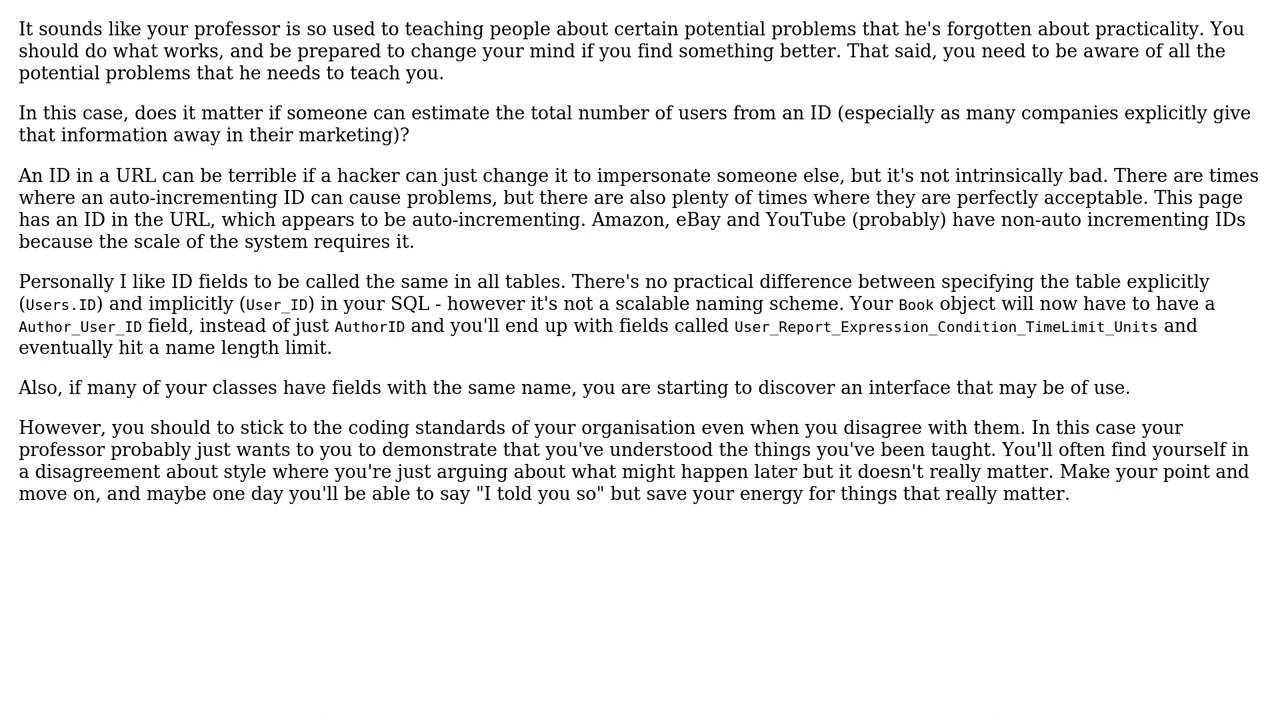 It sounds like your professor is so used to teaching people about certain potential problems that he's forgotten about practicality. You
should do what works, and be prepared to change your mind if you find something better. That said, you need to be aware of all the
potential problems that he needs to teach you.
In this case, does it matter if someone can estimate the total number of users from an ID (especially as many companies explicitly give
that information away in their marketing)?
An ID in a URL can be terrible if a hacker can just change it to impersonate someone else, but it's not intrinsically bad. There are times
where an auto-incrementing ID can cause problems, but there are also plenty of times where they are perfectly acceptable. This page
has an ID in the URL, which appears to be auto-incrementing. Amazon, eBay and YouTube (probably) have non-auto incrementing IDs
because the scale of the system requires it.
Personally I like ID fields to be called the same in all tables. There's no practical difference between specifying the table explicitly
(Users.ID) and implicitly (User_ID) in your SQL - however it's not a scalable naming scheme. Your Book object will now have to have a
Author_User_ID field, instead of just AuthorID and you'll end up with fields called User_Report_Expression_Condition_TimeLimit_Units and
eventually hit a name length limit.
Also, if many of your classes have fields with the same name, you are starting to discover an interface that may be of use.
However, you should to stick to the coding standards of your organisation even when you disagree with them. In this case your
professor probably just wants to you to demonstrate that you've understood the things you've been taught. You'll often find yourself in
a disagreement about style where you're just arguing about what might happen later but it doesn't really matter. Make your point and
move on, and maybe one day you'll be able to say "I told you so" but save your energy for things that really matter.